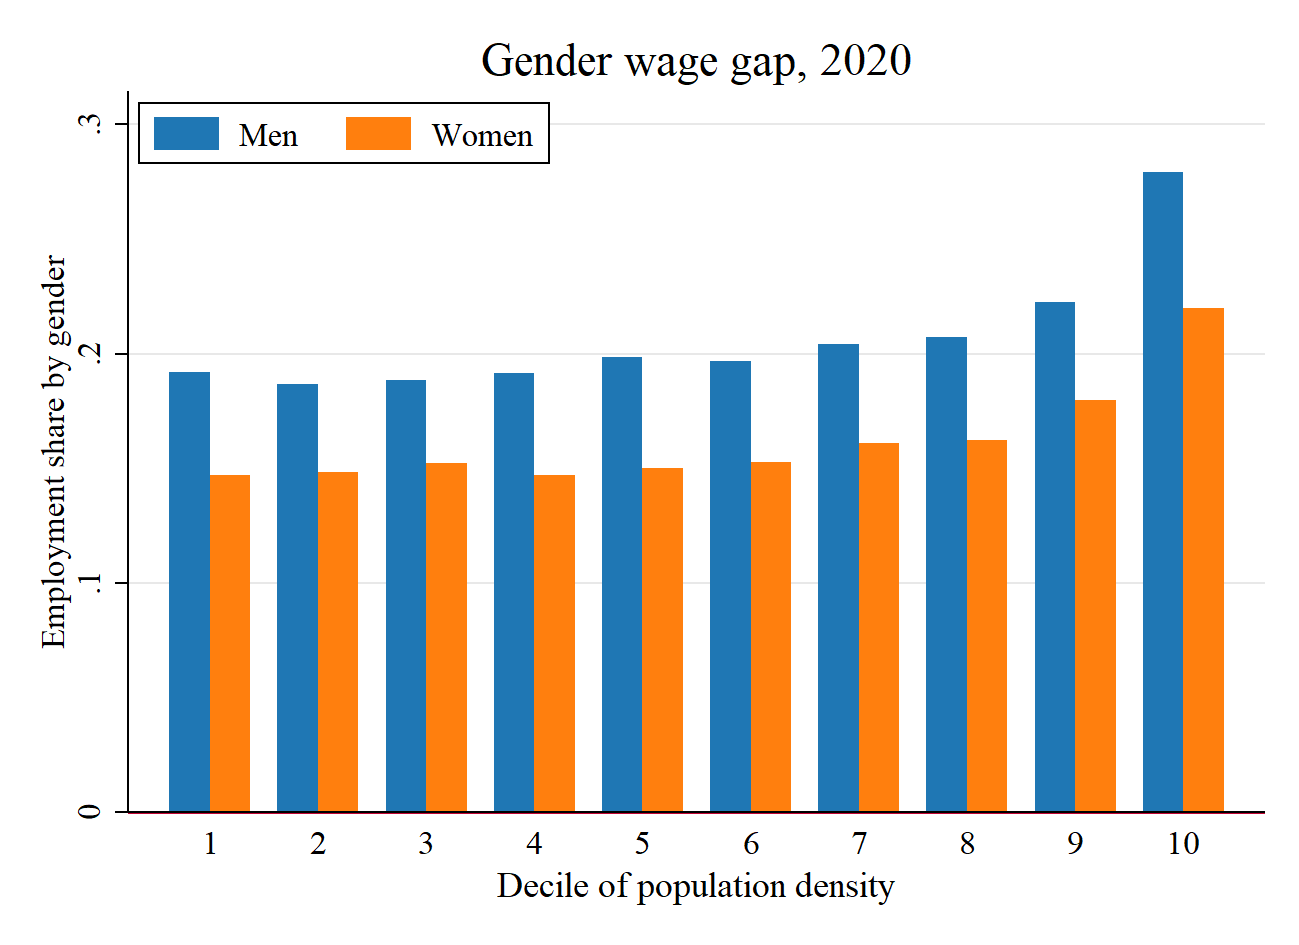 Gender wage gap, 2020
Men Women
Employment share by gender
.3
.2
.1
0
1 2 3 4 5 6 7 8 9 10
Decile of population density